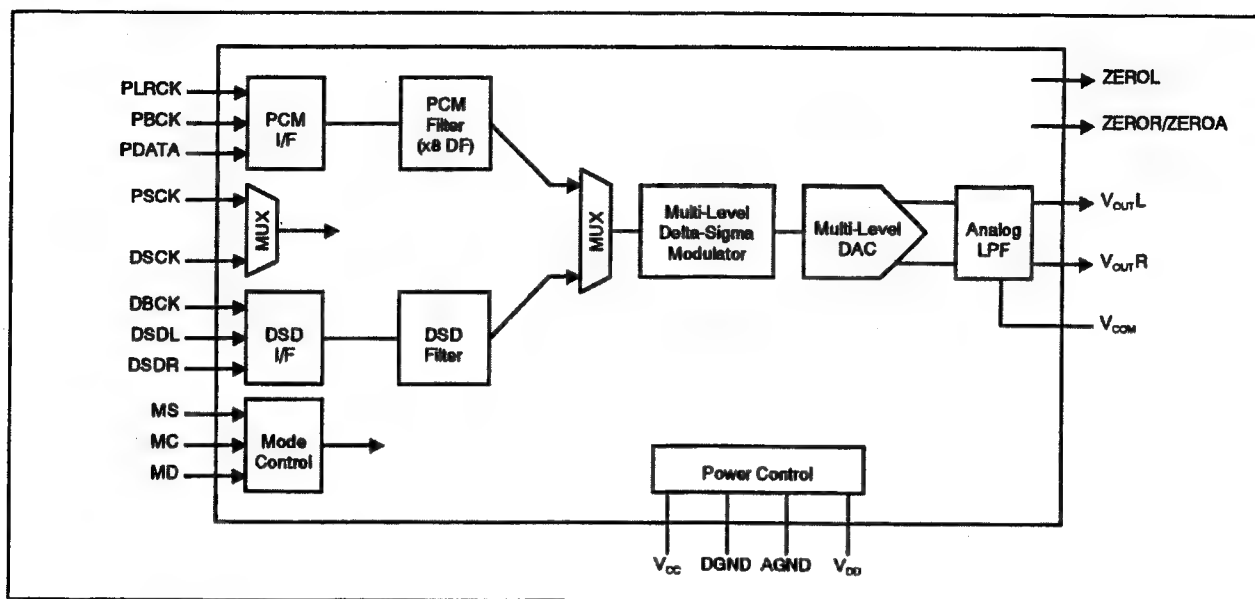 PLRCK
PBCK
PDATA
PCM
I/F
PCM
Filter
(x8 DF)
ZEROL
ZEROR/ZEROA
PSCK
DSCK
MUX
MUX
Multi-Level
Delta-Sigma
Modulator
Multi-Level
DAC
Analog
LPF
VOUTL
VOUTR
VCOM
DBCK
DSDL
DSDR
DSD
I/F
DSD
Filter
MS
MC
MD
Mode
Control
Power Control
VCC
DGND
AGND
VDD